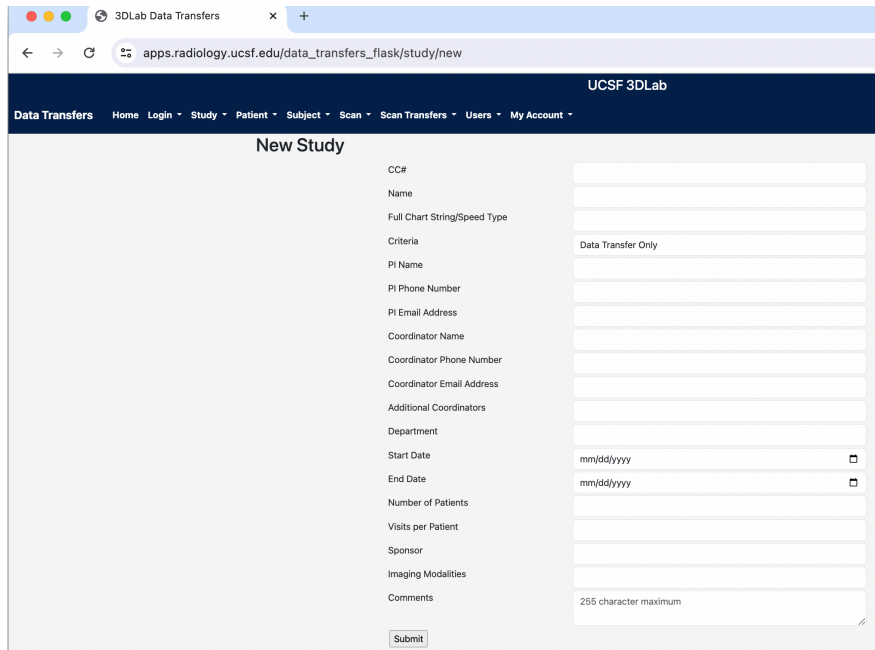 3DLab Data Transfers
apps.radiology.ucsf.edu/data_transfers_flask/study/new
UCSF 3DLab
Data Transfers Home Login Study Patient Subject Scan Scan Transfers Users My Account
New Study
CC#
Name
Full Chart String/Speed Type
Criteria Data Transfer Only
PI Name
PI Phone Number
PI Email Address
Coordinator Name
Coordinator Phone Number
Coordinator Email Address
Additional Coordinators
Department
Start Date mm/dd/yyyy
End Date mm/dd/yyyy
Number of Patients
Visits per Patient
Sponsor
Imaging Modalities
Comments 255 character maximum
Submit